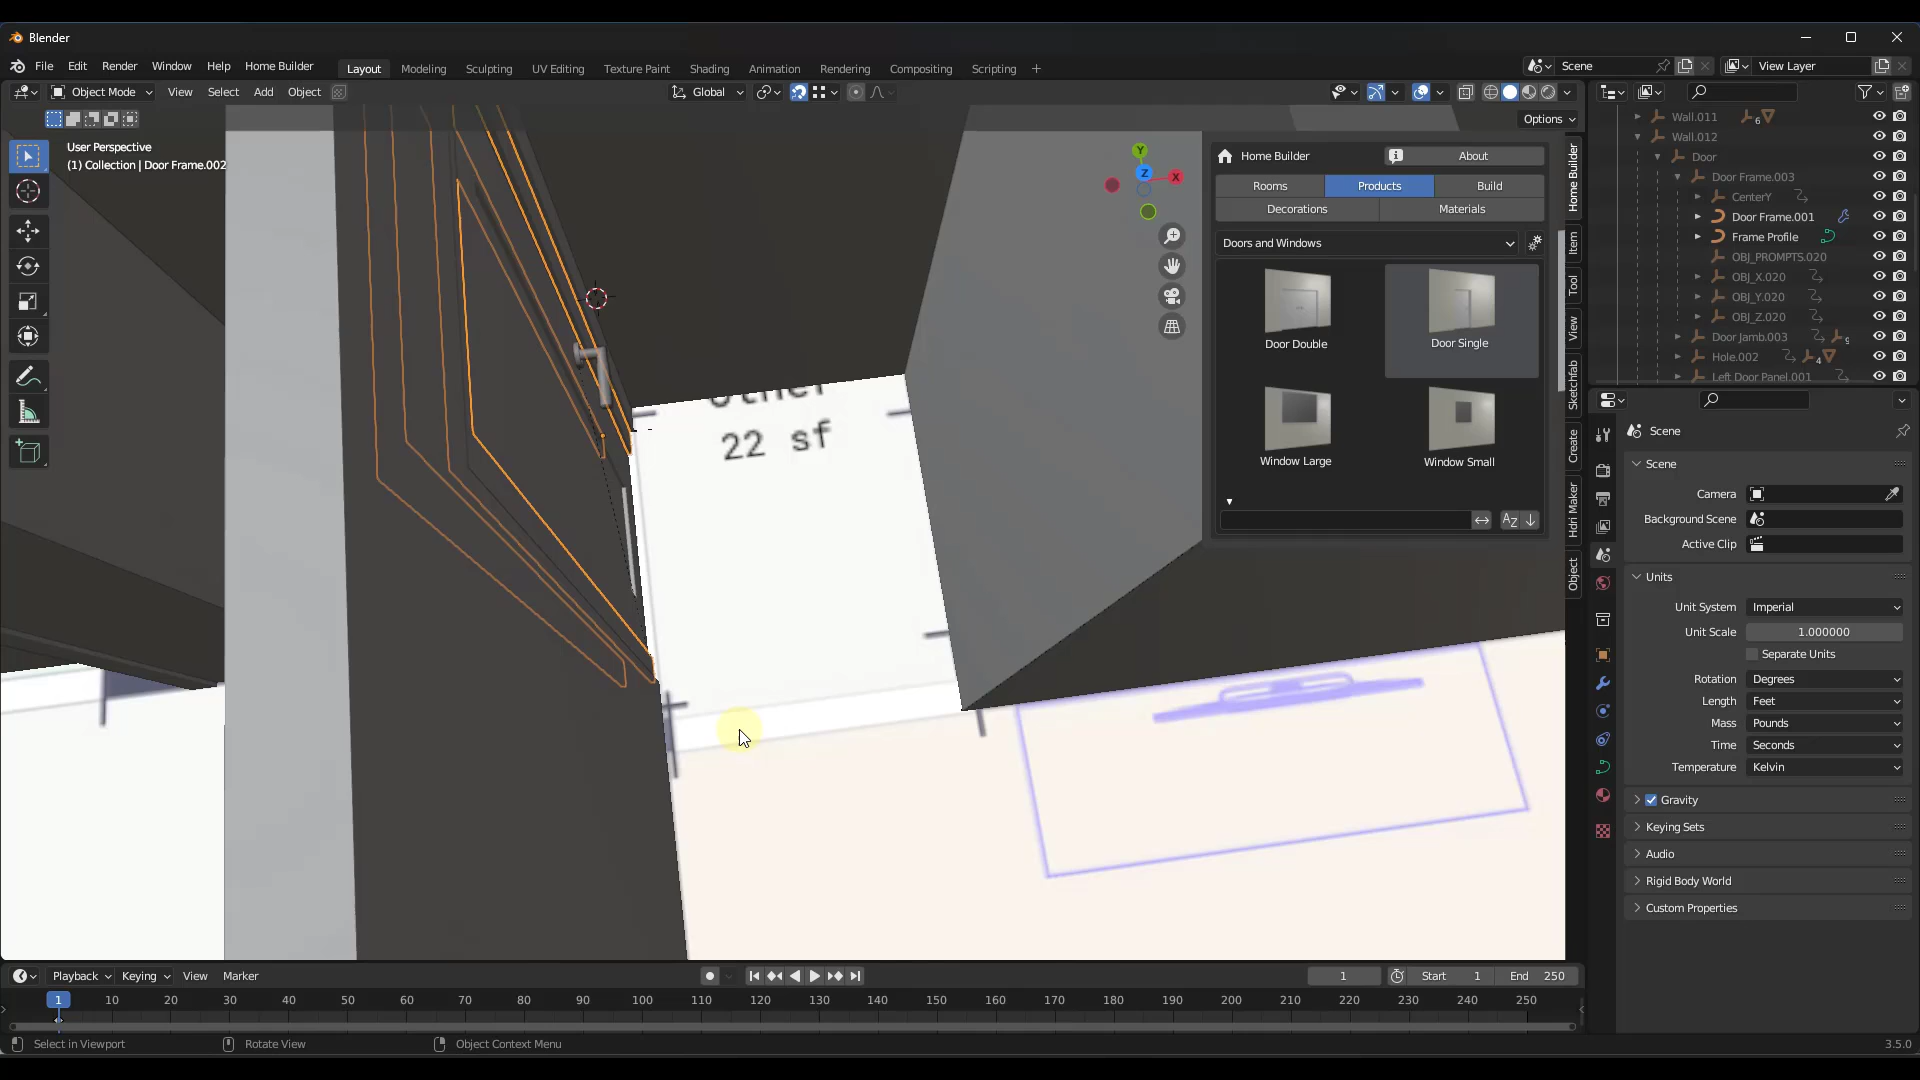 Blender
File Edit Render Window Help Home Builder
Layout Modeling Sculpting UV Editing Texture Paint Shading Animation Rendering Compositing Scripting +
Scene
View Layer
Object Mode View Select Add Object
Global
Options
User Perspective
(1) Collection | Door Frame.002
Y
Z
X
22 sf
Home Builder
About
Rooms Products Build
Decorations Materials
Doors and Windows
Door Double
Door Single
Window Large
Window Small
Home Builder
Item
Tool
View
Sketchfab
Create
Hdri Maker
Object
Wall.011
6
Wall.012
Door
Door Frame.003
CenterY
Door Frame.001
Frame Profile
OBJ_PROMPTS.020
OBJ_X.020
OBJ_Y.020
OBJ_Z.020
Door Jamb.003
9
Hole.002
4
Left Door Panel.001
Scene
Scene
Camera
Background Scene
Active Clip
Units
Unit System Imperial
Unit Scale 1.000000
Separate Units
Rotation Degrees
Length Feet
Mass Pounds
Time Seconds
Temperature Kelvin
Gravity
Keying Sets
Audio
Rigid Body World
Custom Properties
Playback Keying View Marker
1 Start 1 End 250
1 10 20 30 40 50 60 70 80 90 100 110 120 130 140 150 160 170 180 190 200 210 220 230 240 250
Select in Viewport Rotate View Object Context Menu
3.5.0